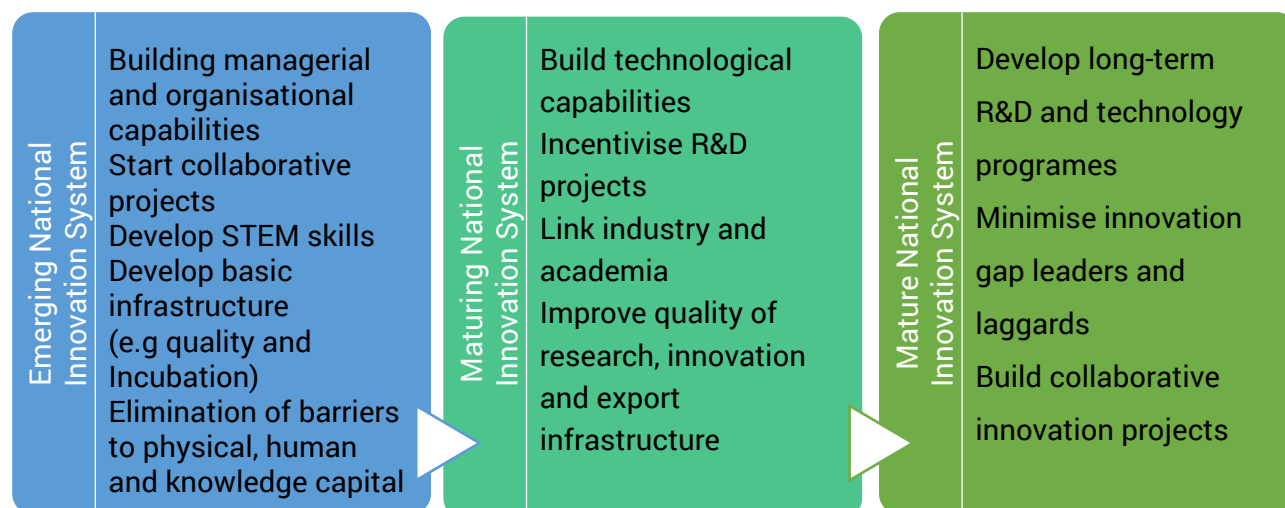 Emerging National
Innovation System
Building managerial
and organisational
capabilities
Start collaborative
projects
Develop STEM skills
Develop basic
infrastructure
(e.g quality and
Incubation)
Elimination of barriers
to physical, human
and knowledge capital
Maturing National
Innovation System
Build technological
capabilities
Incentivise R&D
projects
Link industry and
academia
Improve quality of
research, innovation
and export
infrastructure
Mature National
Innovation System
Develop long-term
R&D and technology
programes
Minimise innovation
gap leaders and
laggards
Build collaborative
innovation projects